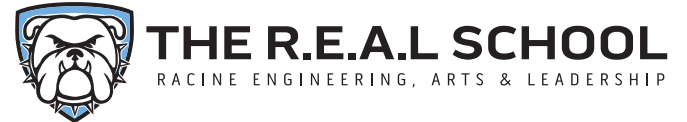 THE R.E.A.L SCHOOL
RACINE ENGINEERING, ARTS & LEADERSHIP